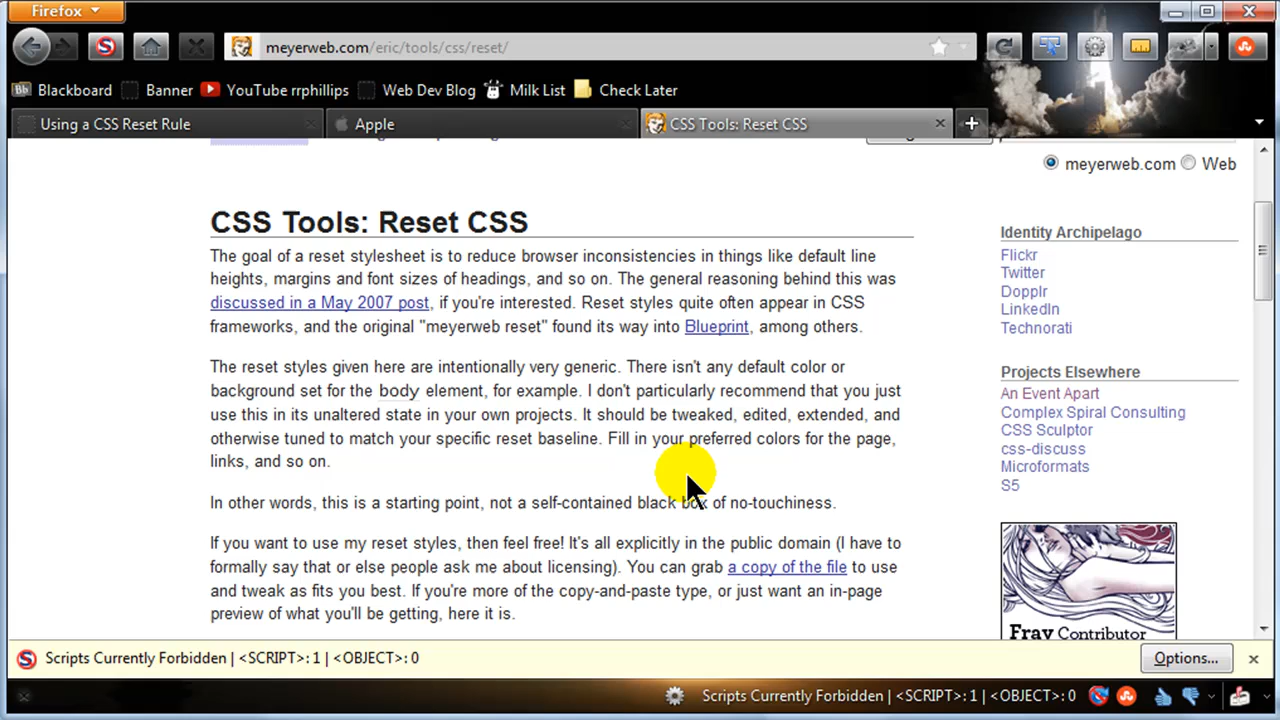 Firefox
meyerweb.com/eric/tools/css/reset/
Blackboard
Banner
YouTube rrphillips
Web Dev Blog
Milk List
Check Later
Using a CSS Reset Rule
Apple
CSS Tools: Reset CSS
meyerweb.com
Web
CSS Tools: Reset CSS
The goal of a reset stylesheet is to reduce browser inconsistencies in things like default line
heights, margins and font sizes of headings, and so on. The general reasoning behind this was
discussed in a May 2007 post, if you're interested. Reset styles quite often appear in CSS
frameworks, and the original "meyerweb reset" found its way into Blueprint, among others.
The reset styles given here are intentionally very generic. There isn't any default color or
background set for the body element, for example. I don't particularly recommend that you just
use this in its unaltered state in your own projects. It should be tweaked, edited, extended, and
otherwise tuned to match your specific reset baseline. Fill in your preferred colors for the page,
links, and so on.
In other words, this is a starting point, not a self-contained black box of no-touchiness.
If you want to use my reset styles, then feel free! It's all explicitly in the public domain (I have to
formally say that or else people ask me about licensing). You can grab a copy of the file to use
and tweak as fits you best. If you're more of the copy-and-paste type, or just want an in-page
preview of what you'll be getting, here it is.
Identity Archipelago
Flickr
Twitter
Dopplr
LinkedIn
Technorati
Projects Elsewhere
An Event Apart
Complex Spiral Consulting
CSS Sculptor
css-discuss
Microformats
S5
Fray Contributor
Scripts Currently Forbidden | <SCRIPT>: 1 | <OBJECT>: 0
Options...
Scripts Currently Forbidden | <SCRIPT>: 1 | <OBJECT>: 0